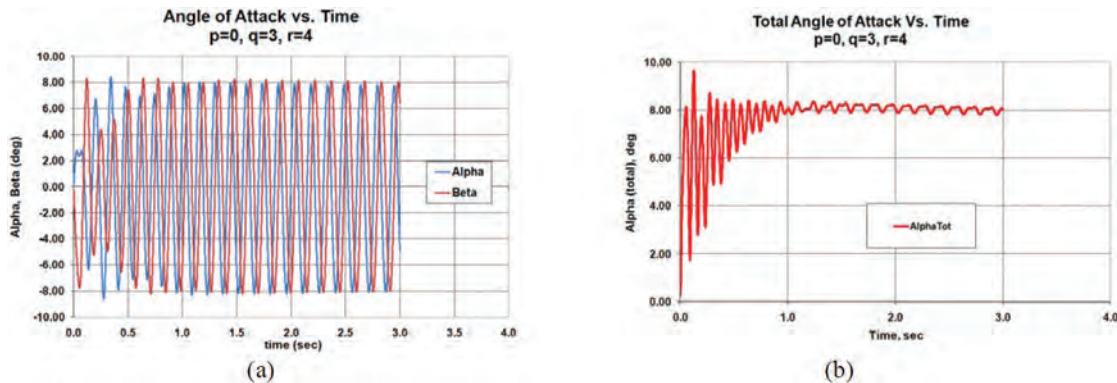 Angle of Attack vs. Time
p=0, q=3, r=4
10.00
8.00
6.00
4.00
2.00
0.00
-2.00
-4.00
-6.00
-8.00
-10.00
Alpha, Beta (deg)
Alpha
Beta
0.0 0.5 1.0 1.5 2.0 2.5 3.0 3.5 4.0
time (sec)
(a)
Total Angle of Attack Vs. Time
p=0, q=3, r=4
10.00
8.00
6.00
4.00
2.00
0.00
Alpha (total), deg
AlphaTot
0.0 1.0 2.0 3.0 4.0
Time, sec
(b)